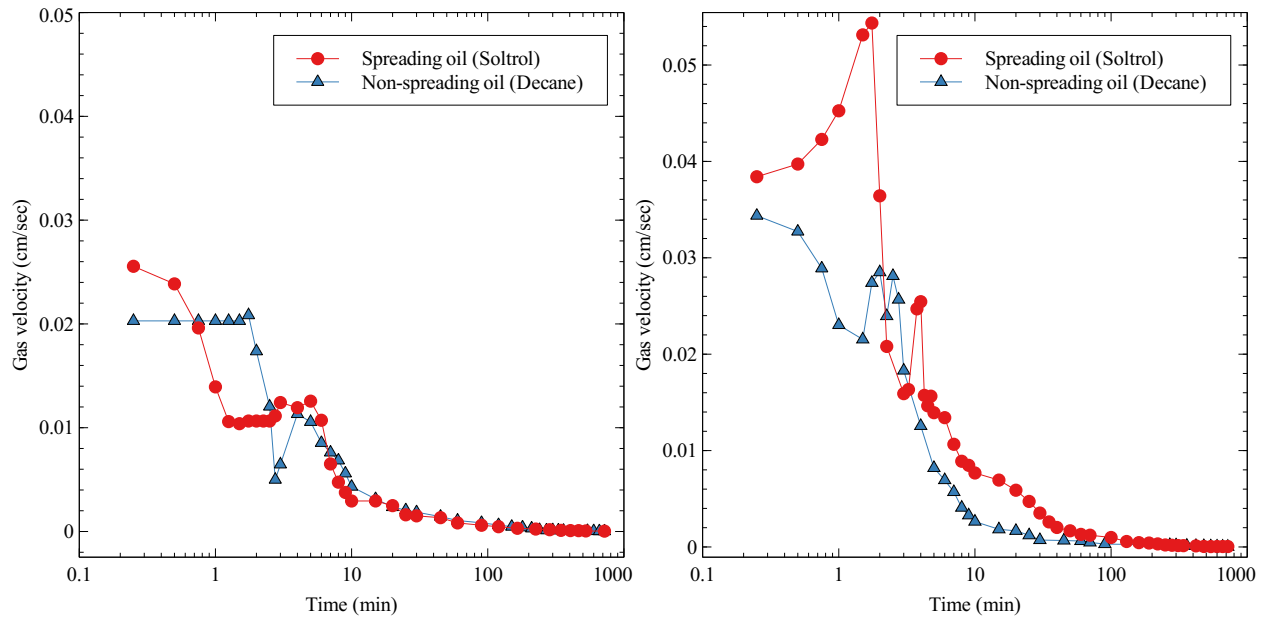 0.05
0.04
0.03
0.02
0.01
0
Gas velocity (cm/sec)
Spreading oil (Soltrol)
Non-spreading oil (Decane)
0.1
1
10
100
1000
Time (min)
0.05
0.04
0.03
0.02
0.01
0
Gas velocity (cm/sec)
Spreading oil (Soltrol)
Non-spreading oil (Decane)
0.1
1
10
100
1000
Time (min)